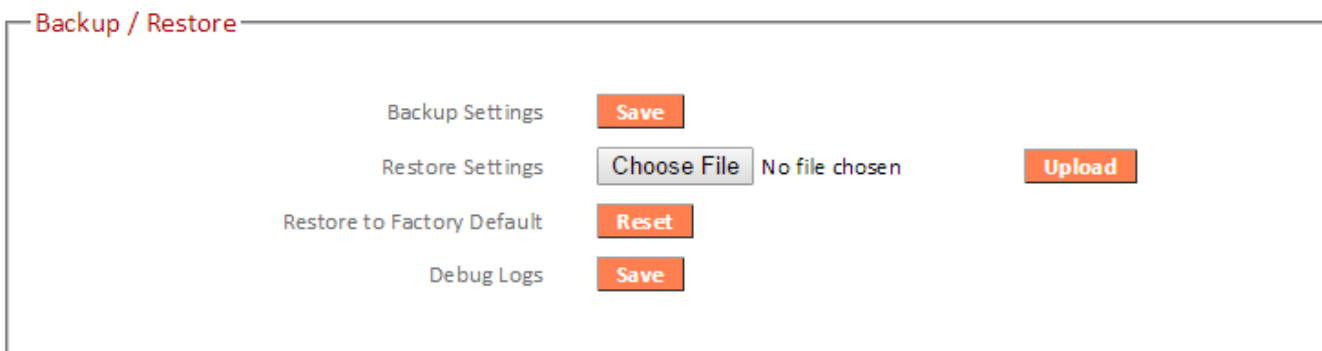 Backup / Restore
Backup Settings Save
Restore Settings Choose File No file chosen Upload
Restore to Factory Default Reset
Debug Logs Save